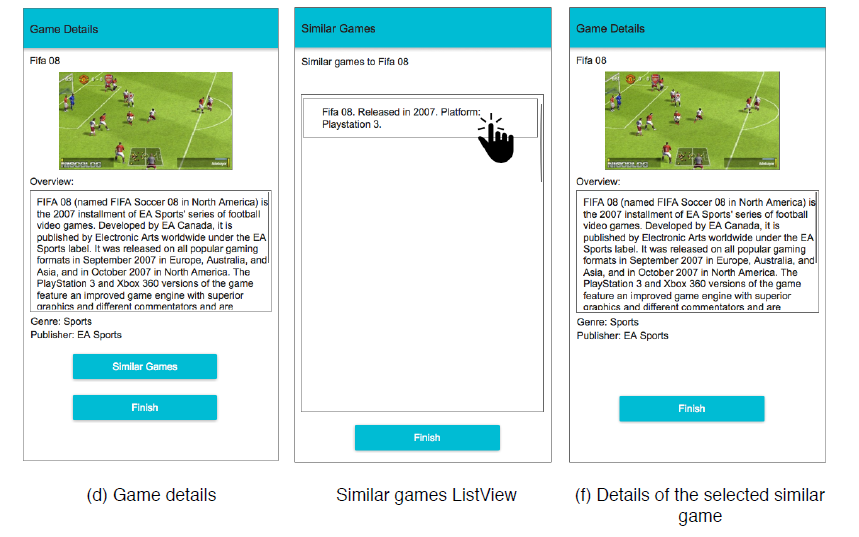 Game Details
Fifa 08
Overview:
FIFA 08 (named FIFA Soccer 08 in North America) is
the 2007 installment of EA Sports' series of football
video games. Developed by EA Canada, it is
published by Electronic Arts worldwide under the EA
Sports label. It was released on all popular gaming
formats in September 2007 in Europe, Australia, and
Asia, and in October 2007 in North America. The
PlayStation 3 and Xbox 360 versions of the game
feature an improved game engine with superior
graphics and different commentators and are
Genre: Sports
Publisher: EA Sports
Similar Games
Finish
(d) Game details
Similar Games
Similar games to Fifa 08
Fifa 08. Released in 2007. Platform:
Playstation 3.
Finish
Similar games ListView
Game Details
Fifa 08
Overview:
FIFA 08 (named FIFA Soccer 08 in North America) is
the 2007 installment of EA Sports' series of football
video games. Developed by EA Canada, it is
published by Electronic Arts worldwide under the EA
Sports label. It was released on all popular gaming
formats in September 2007 in Europe, Australia, and
Asia, and in October 2007 in North America. The
PlayStation 3 and Xbox 360 versions of the game
feature an improved game engine with superior
graphics and different commentators and are
Genre: Sports
Publisher: EA Sports
Finish
(f) Details of the selected similar
game